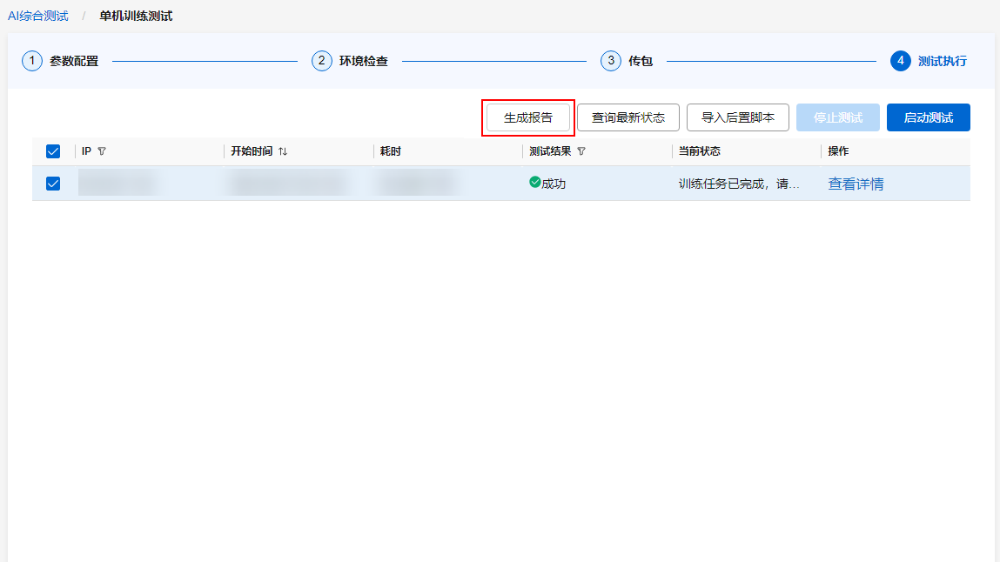 AI综合测试 / 单机训练测试
1 参数配置 2 环境检查 3 传包 4 测试执行
生成报告 查询最新状态 导入后置脚本 停止测试 启动测试
IP 开始时间 耗时 测试结果 当前状态 操作
成功 训练任务已完成，请... 查看详情